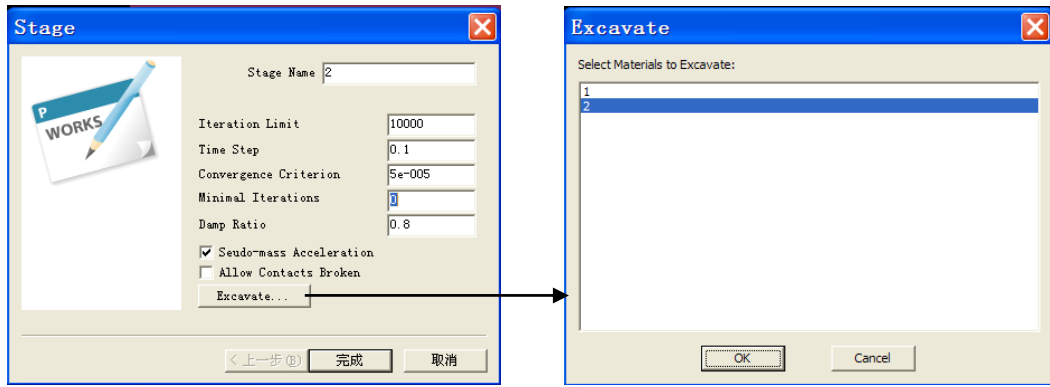 Stage
Stage Name 2
P
WORKS
Iteration Limit 10000
Time Step 0.1
Convergence Criterion 5e-005
Minimal Iterations 0
Damp Ratio 0.8
Seudo-mass Acceleration
Allow Contacts Broken
Excavate...
< 上一步(B) 完成 取消
Excavate
Select Materials to Excavate:
1
2
OK Cancel